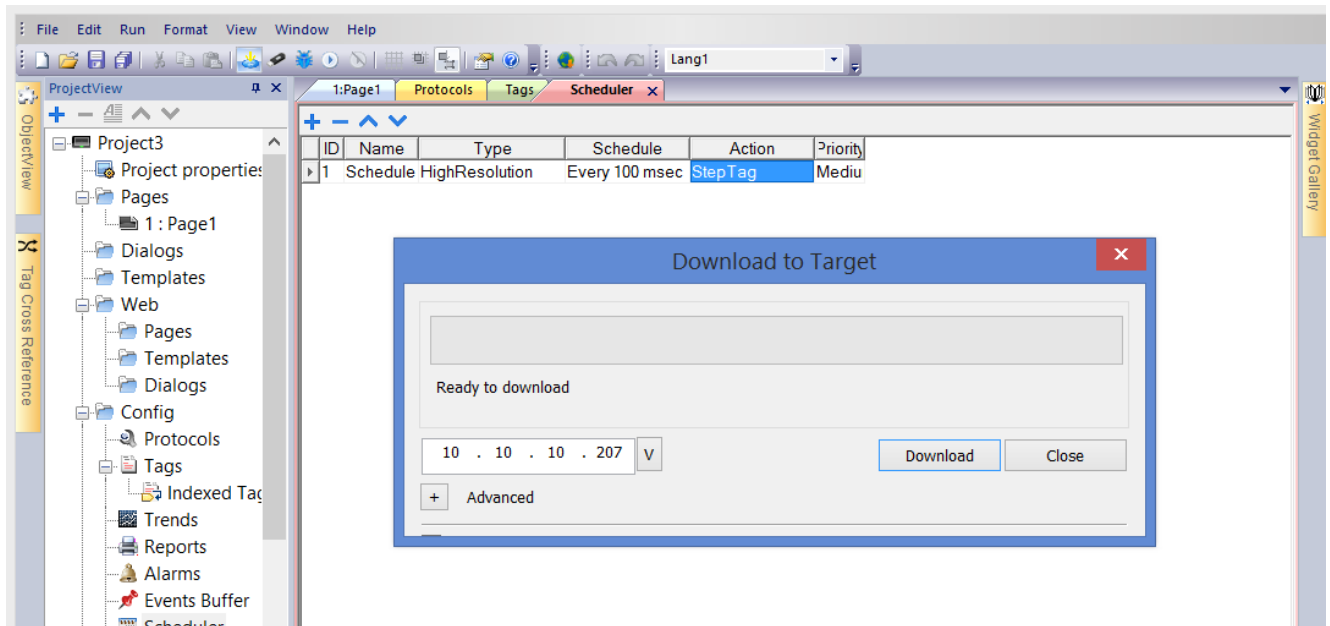 File Edit Run Format View Window Help
Lang1
ProjectView
1:Page1 Protocols Tags Scheduler x
ObjectView
Tag Cross Reference
Widget Gallery
Project3
Project properties
Pages
1 : Page1
Dialogs
Templates
Web
Pages
Templates
Dialogs
Config
Protocols
Tags
Indexed Tag
Trends
Reports
Alarms
Events Buffer
Scheduler
ID Name Type Schedule Action Priority
1 Schedule HighResolution Every 100 msec StepTag Mediu
Download to Target
Ready to download
10 . 10 . 10 . 207 V
Download Close
+ Advanced